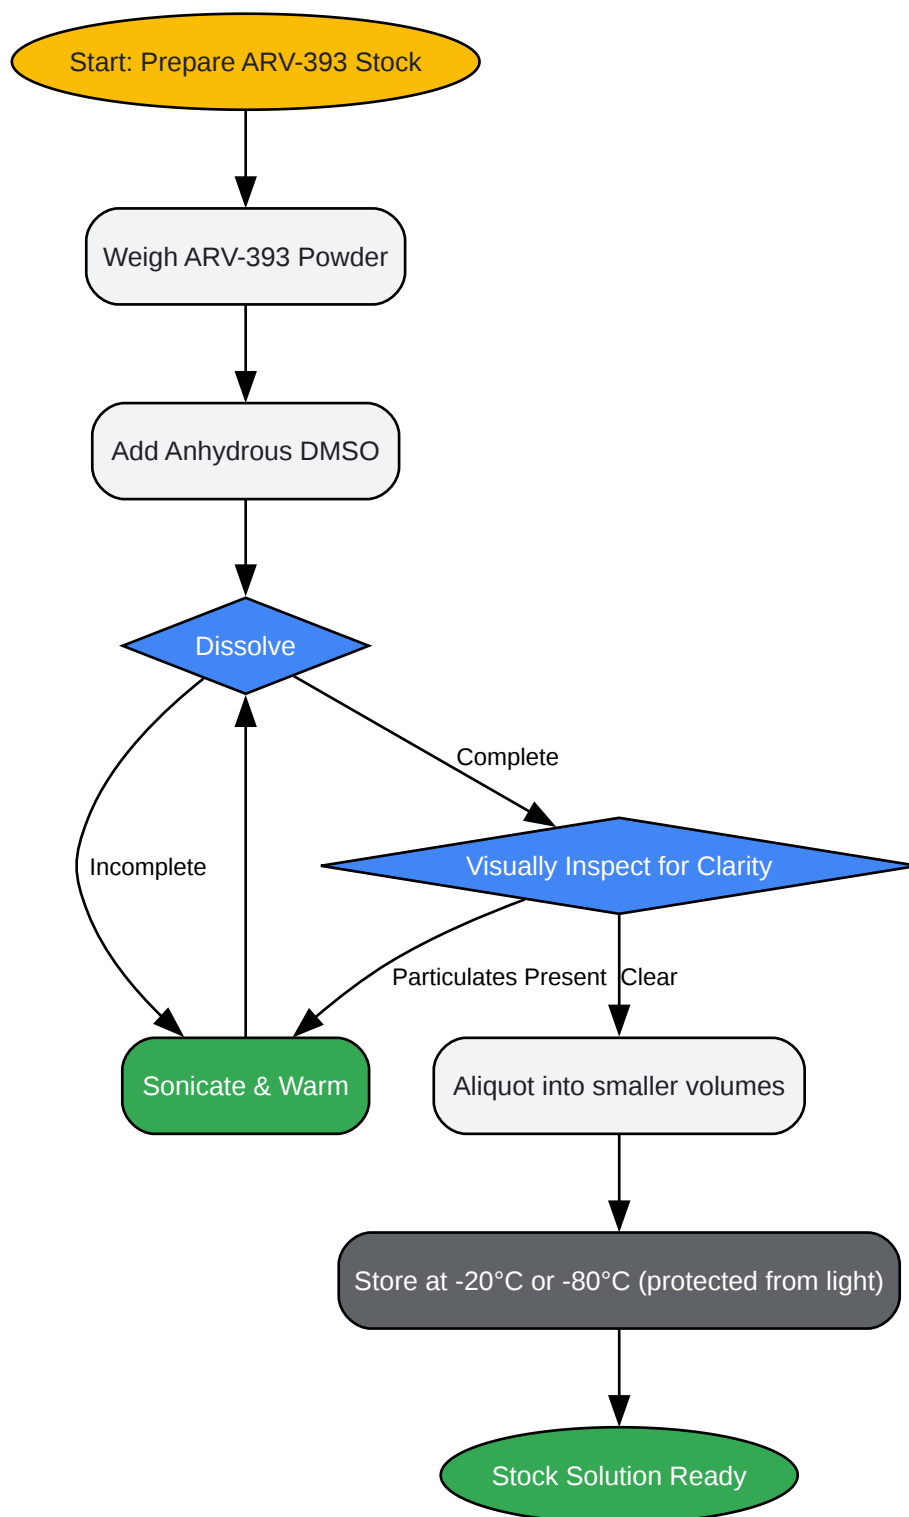 Start: Prepare ARV-393 Stock
Weigh ARV-393 Powder
Add Anhydrous DMSO
Dissolve
Complete
Incomplete
Visually Inspect for Clarity
Particulates Present
Clear
Sonicate & Warm
Aliquot into smaller volumes
Store at -20°C or -80°C (protected from light)
Stock Solution Ready